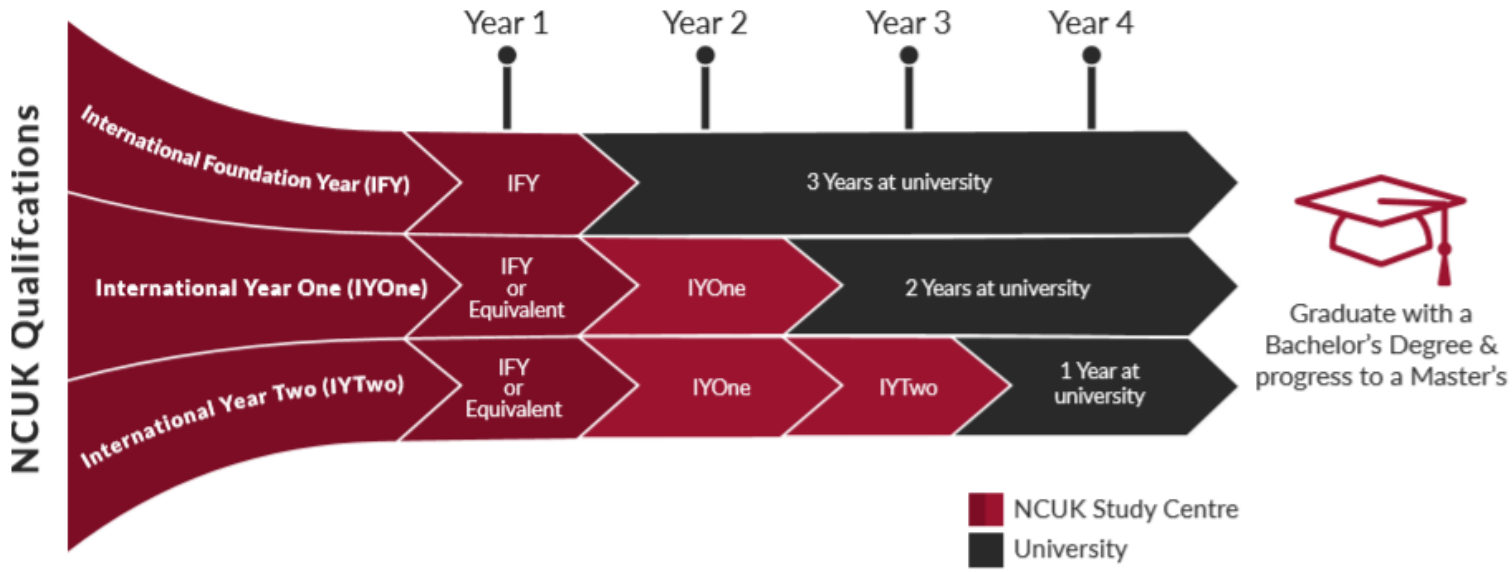 Year 1
Year 2
Year 3
Year 4
NCUK Qualifcations
International Foundation Year (IFY)
IFY
3 Years at university
International Year One (IYOne)
IFY
or
Equivalent
IYOne
2 Years at university
International Year Two (IYTwo)
IFY
or
Equivalent
IYOne
IYTwo
1 Year at
university
Graduate with a
Bachelor's Degree &
progress to a Master's
NCUK Study Centre
University